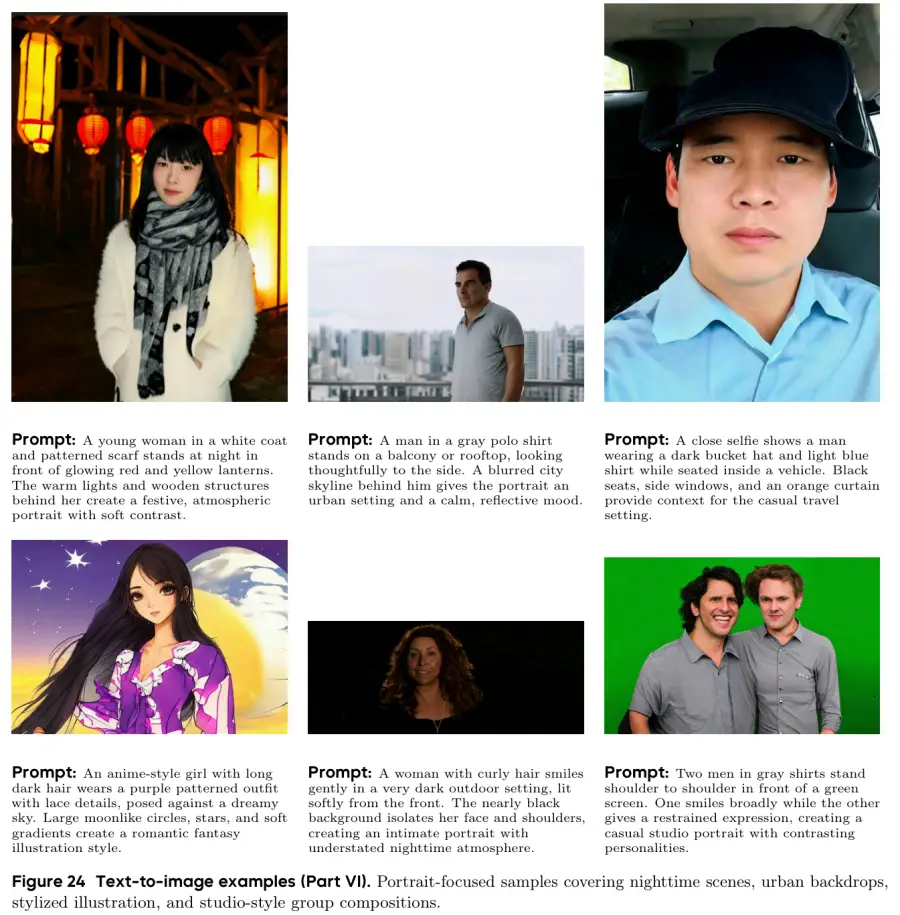 Prompt: A young woman in a white coat
and patterned scarf stands at night in
front of glowing red and yellow lanterns.
The warm lights and wooden structures
behind her create a festive, atmospheric
portrait with soft contrast.
Prompt: A man in a gray polo shirt
stands on a balcony or rooftop, looking
thoughtfully to the side. A blurred city
skyline behind him gives the portrait an
urban setting and a calm, reflective mood.
Prompt: A close selfie shows a man
wearing a dark bucket hat and light blue
shirt while seated inside a vehicle. Black
seats, side windows, and an orange curtain
provide context for the casual travel
setting.
Prompt: An anime-style girl with long
dark hair wears a purple patterned outfit
with lace details, posed against a dreamy
sky. Large moonlike circles, stars, and soft
gradients create a romantic fantasy
illustration style.
Prompt: A woman with curly hair smiles
gently in a very dark outdoor setting, lit
softly from the front. The nearly black
background isolates her face and shoulders,
creating an intimate portrait with
understated nighttime atmosphere.
Prompt: Two men in gray shirts stand
shoulder to shoulder in front of a green
screen. One smiles broadly while the other
gives a restrained expression, creating a
casual studio portrait with contrasting
personalities.
Figure 24 Text-to-image examples (Part VI). Portrait-focused samples covering nighttime scenes, urban backdrops,
stylized illustration, and studio-style group compositions.